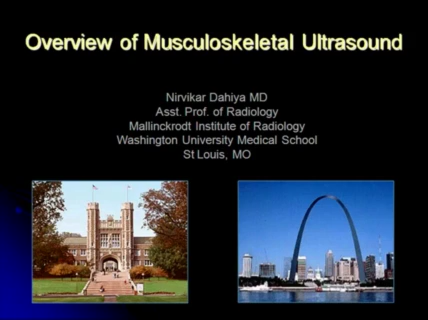 Overview of Musculoskeletal Ultrasound
Nirvikar Dahiya MD
Asst. Prof. of Radiology
Mallinckrodt Institute of Radiology
Washington University Medical School
St Louis, MO